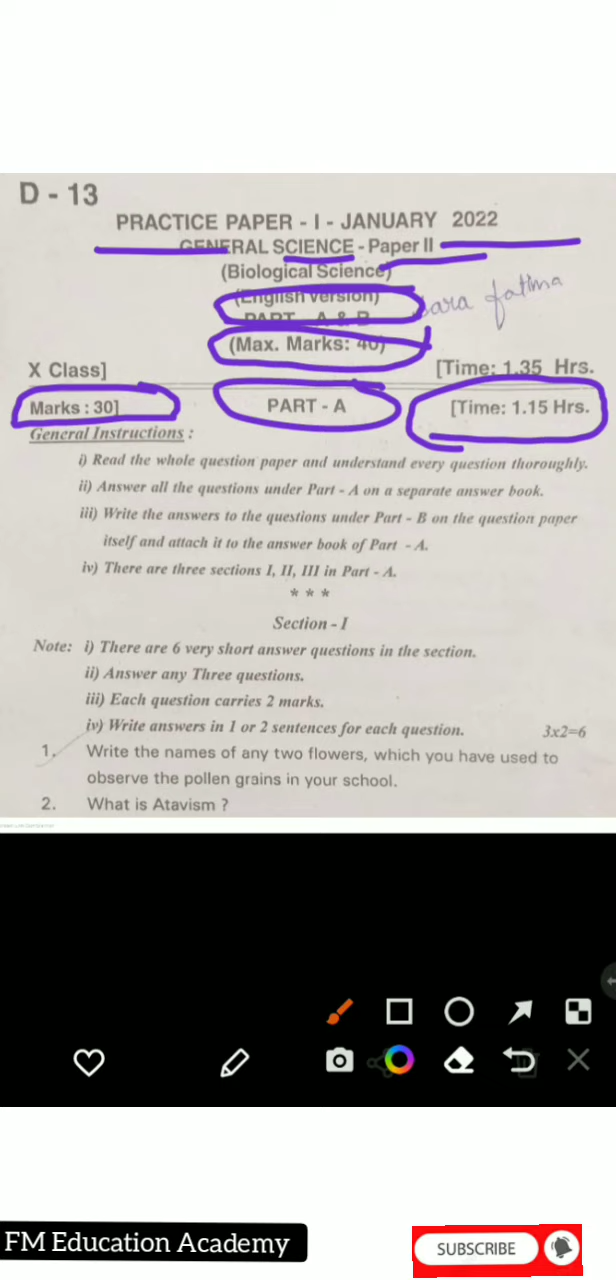 D - 13
PRACTICE PAPER - I - JANUARY 2022
GENERAL SCIENCE - Paper II
(Biological Science)
(English Version)
PART - A & B
Sara fatima
(Max. Marks: 40)
X Class] [Time: 1.35 Hrs.
Marks : 30] PART - A [Time: 1.15 Hrs.
General Instructions :
i) Read the whole question paper and understand every question thoroughly.
ii) Answer all the questions under Part - A on a separate answer book.
iii) Write the answers to the questions under Part - B on the question paper
itself and attach it to the answer book of Part - A.
iv) There are three sections I, II, III in Part - A.
* * *
Section - I
Note: i) There are 6 very short answer questions in the section.
ii) Answer any Three questions.
iii) Each question carries 2 marks.
iv) Write answers in 1 or 2 sentences for each question. 3x2=6
1. Write the names of any two flowers, which you have used to
observe the pollen grains in your school.
2. What is Atavism ?
FM Education Academy
SUBSCRIBE